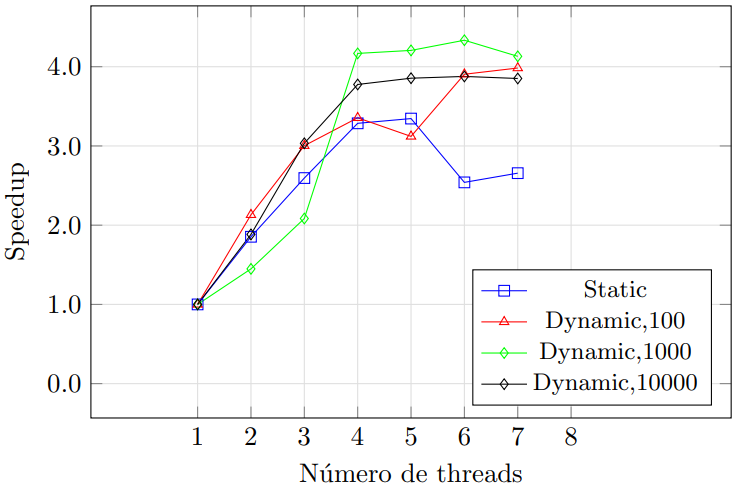 4.0
3.0
2.0
1.0
0.0
Speedup
Static
Dynamic,100
Dynamic,1000
Dynamic,10000
1 2 3 4 5 6 7 8
Número de threads